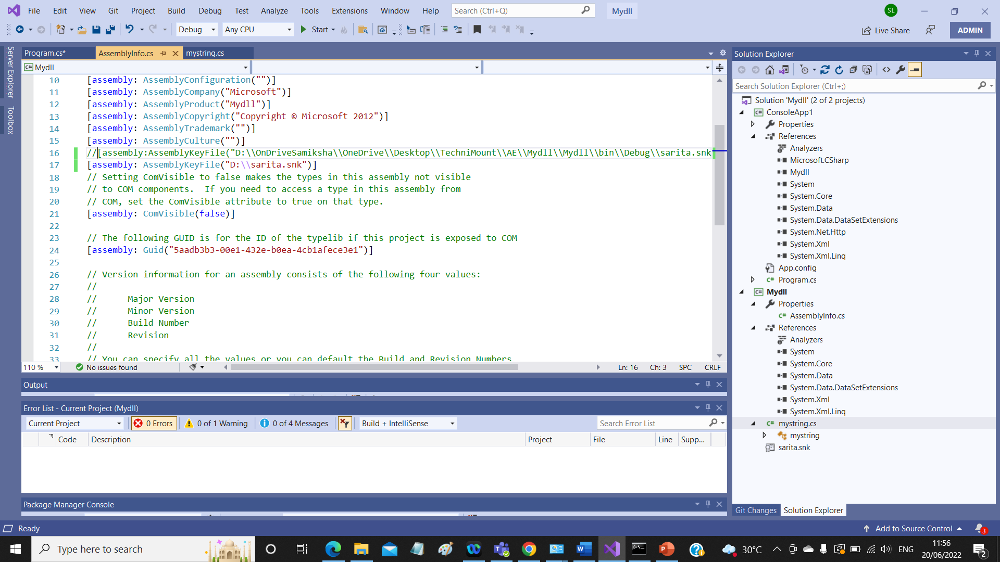 File Edit View Git Project Build Debug Test Analyze Tools Extensions Window Help Search (Ctrl+Q) Mydll SL
Debug Any CPU Start Live Share ADMIN
Server Explorer
Toolbox
Program.cs* AssemblyInfo.cs mystring.cs
C# Mydll
10 [assembly: AssemblyConfiguration("")]
11 [assembly: AssemblyCompany("Microsoft")]
12 [assembly: AssemblyProduct("Mydll")]
13 [assembly: AssemblyCopyright("Copyright © Microsoft 2012")]
14 [assembly: AssemblyTrademark("")]
15 [assembly: AssemblyCulture("")]
16 //[assembly:AssemblyKeyFile("D:\\OnDriveSamiksha\\OneDrive\\Desktop\\TechniMount\\AE\\Mydll\\Mydll\\bin\\Debug\\sarita.snk
17 [assembly: AssemblyKeyFile("D:\\sarita.snk")]
18 // Setting ComVisible to false makes the types in this assembly not visible
19 // to COM components.  If you need to access a type in this assembly from
20 // COM, set the ComVisible attribute to true on that type.
21 [assembly: ComVisible(false)]
22
23 // The following GUID is for the ID of the typelib if this project is exposed to COM
24 [assembly: Guid("5aadb3b3-00e1-432e-b0ea-4cb1afece3e1")]
25
26 // Version information for an assembly consists of the following four values:
27 //
28 //      Major Version
29 //      Minor Version
30 //      Build Number
31 //      Revision
32 //
33 // You can specify all the values or you can default the Build and Revision Numbers
110 % No issues found Ln: 16 Ch: 3 SPC CRLF
Output
Error List - Current Project (Mydll)
Current Project 0 Errors 0 of 1 Warning 0 of 4 Messages Build + IntelliSense Search Error List
Code Description Project File Line Supp...
Package Manager Console
Solution Explorer
Search Solution Explorer (Ctrl+;)
Solution 'Mydll' (2 of 2 projects)
C# ConsoleApp1
Properties
References
Analyzers
Microsoft.CSharp
Mydll
System
System.Core
System.Data
System.Data.DataSetExtensions
System.Net.Http
System.Xml
System.Xml.Linq
App.config
C# Program.cs
C# Mydll
Properties
C# AssemblyInfo.cs
References
Analyzers
System
System.Core
System.Data
System.Data.DataSetExtensions
System.Xml
System.Xml.Linq
C# mystring.cs
mystring
sarita.snk
Git Changes Solution Explorer
Ready Add to Source Control 3
Type here to search 30°C ENG 11:56
20/06/2022 2